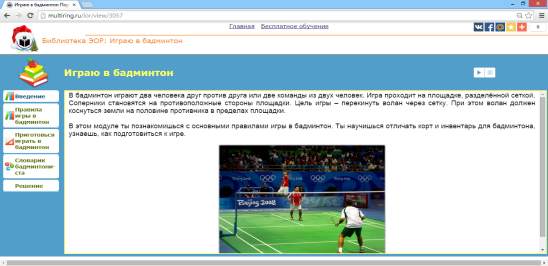 Играю в бадминтон Пор
multiring.ru/ior/view/3057
Главная Бесплатное обучение
Библиотека ЭОР: Играю в бадминтон
Играю в бадминтон
Введение
Правила
игры в
бадминтон
Приготовься
играть в
бадминтон
Словарик
бадминтони-
ста
Решение
В бадминтон играют два человека друг против друга или две команды из двух человек. Игра проходит на площадке, разделённой сеткой.
Соперники становятся на противоположные стороны площадки. Цель игры – перекинуть волан через сетку. При этом волан должен
коснуться земли на половине противника в пределах площадки.
В этом модуле ты познакомишься с основными правилами игры в бадминтон. Ты научишься отличать корт и инвентарь для бадминтона,
узнаешь, как подготовиться к игре.
Beijing 2008